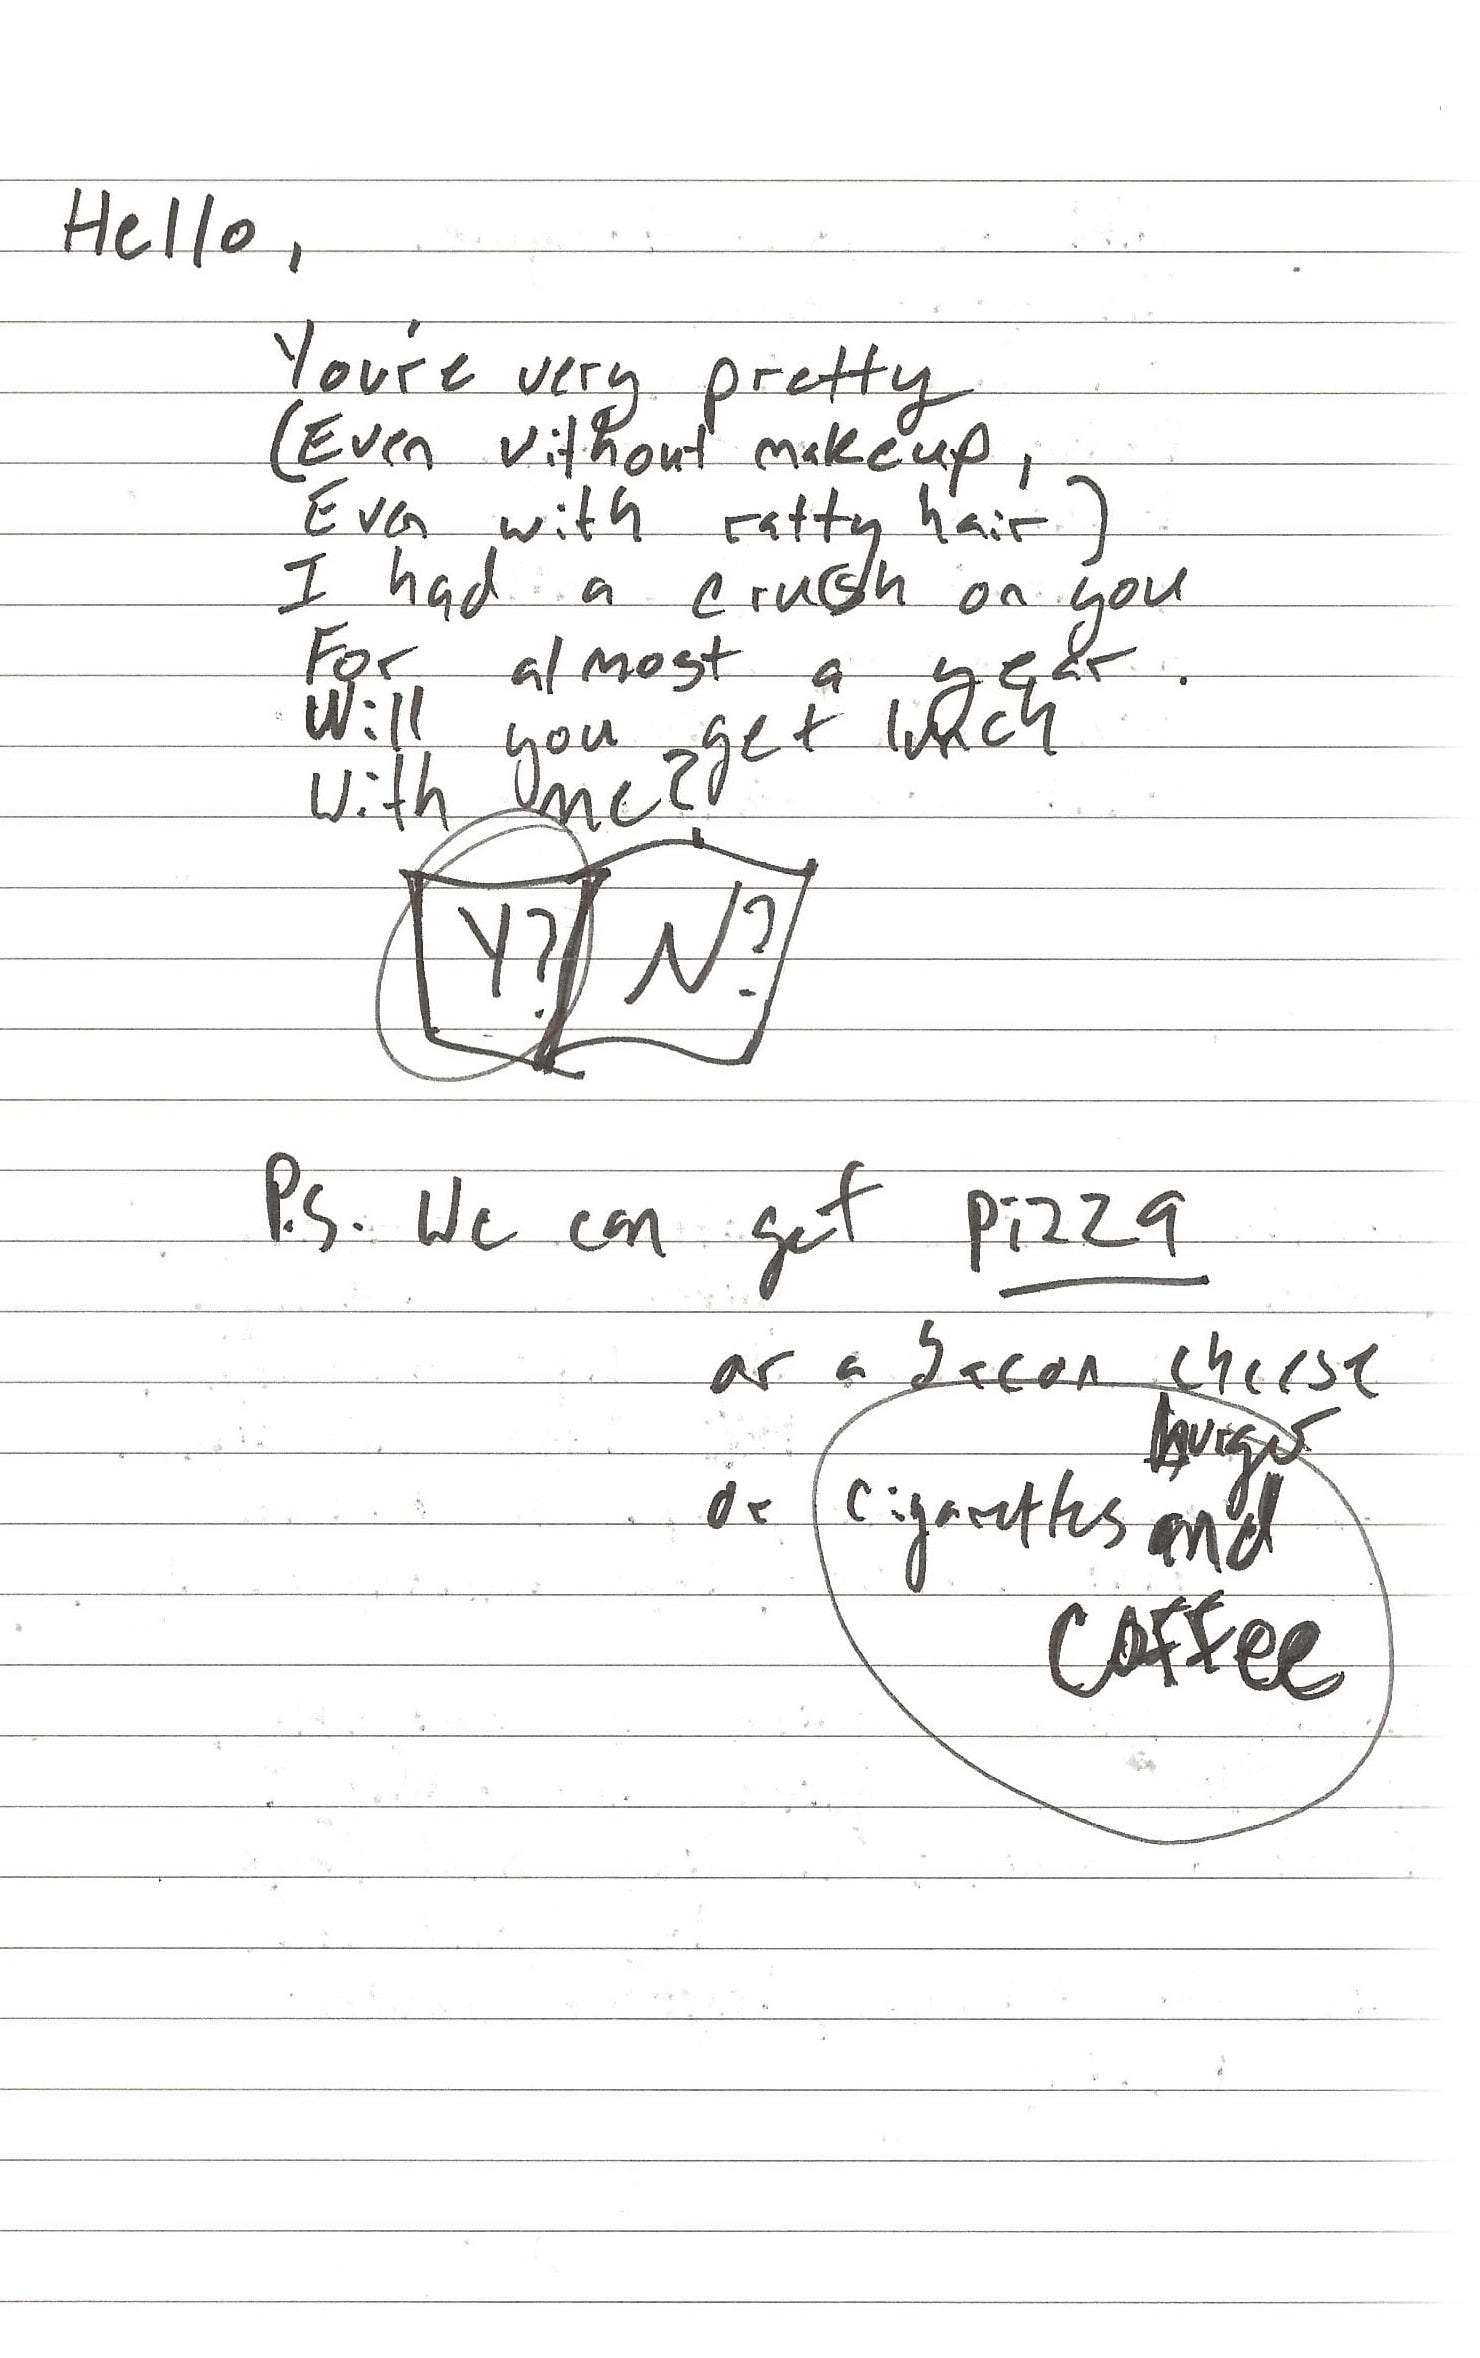 Hello,
You're very pretty
(Even without makeup,
Even with ratty hair)
I had a crush on you
For almost a year.
Will you get lunch
With me?
Y? N?
P.S. We can get pizza
or a bacon cheese
burger
or cigarettes and
coffee